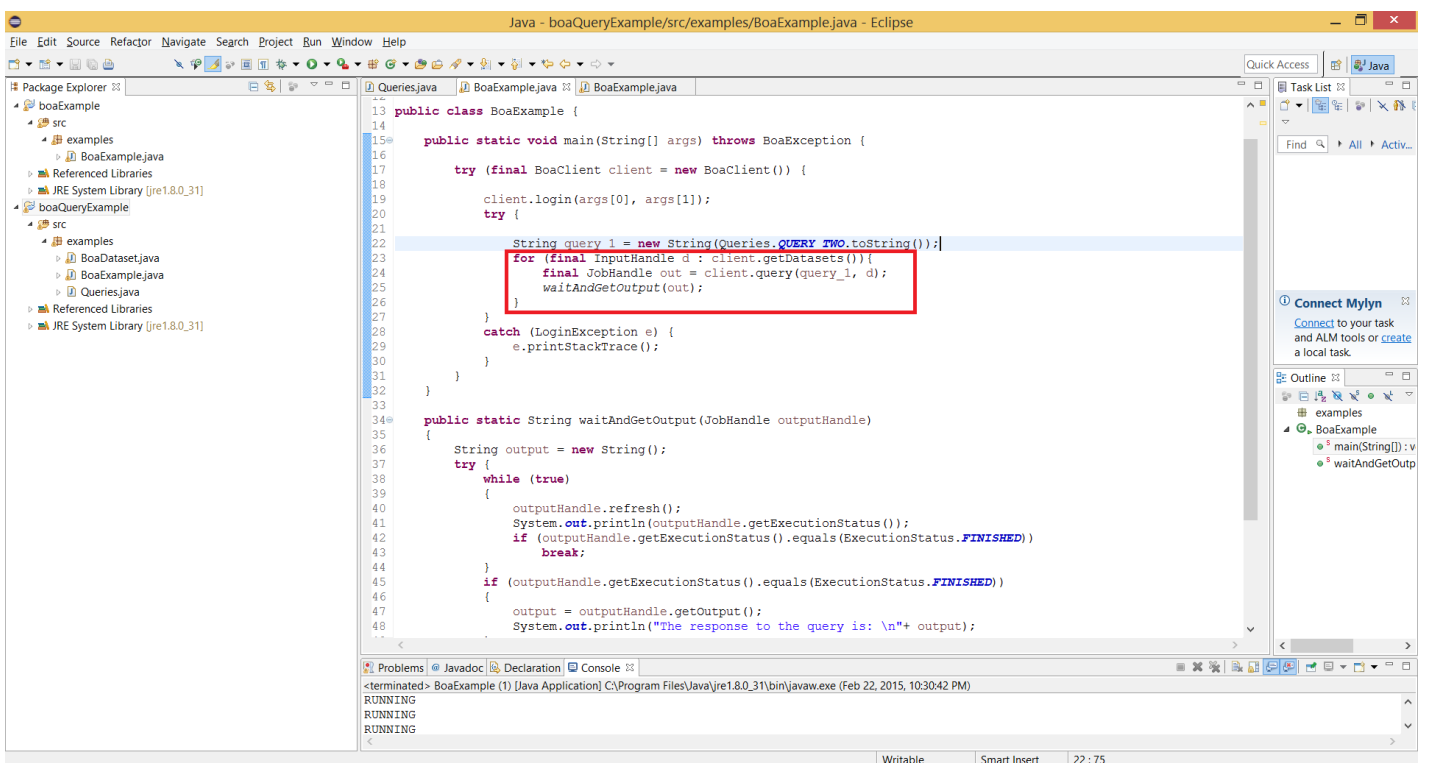 Java - boaQueryExample/src/examples/BoaExample.java - Eclipse
File Edit Source Refactor Navigate Search Project Run Window Help
Quick Access Java
Package Explorer
boaExample
src
examples
BoaExample.java
Referenced Libraries
JRE System Library [jre1.8.0_31]
boaQueryExample
src
examples
BoaDataset.java
BoaExample.java
Queries.java
Referenced Libraries
JRE System Library [jre1.8.0_31]
Queries.java BoaExample.java BoaExample.java
13 public class BoaExample {
14
15 public static void main(String[] args) throws BoaException {
16
17 try (final BoaClient client = new BoaClient()) {
18
19 client.login(args[0], args[1]);
20 try {
21
22 String query_1 = new String(Queries.QUERY_TWO.toString());
23 for (final InputHandle d : client.getDatasets()){
24 final JobHandle out = client.query(query_1, d);
25 waitAndGetOutput(out);
26 }
27 }
28 catch (LoginException e) {
29 e.printStackTrace();
30 }
31 }
32 }
33
34 public static String waitAndGetOutput(JobHandle outputHandle)
35 {
36 String output = new String();
37 try {
38 while (true)
39 {
40 outputHandle.refresh();
41 System.out.println(outputHandle.getExecutionStatus());
42 if (outputHandle.getExecutionStatus().equals(ExecutionStatus.FINISHED))
43 break;
44 }
45 if (outputHandle.getExecutionStatus().equals(ExecutionStatus.FINISHED))
46 {
47 output = outputHandle.getOutput();
48 System.out.println("The response to the query is: \n"+ output);
Task List
Find All Activ...
Connect Mylyn
Connect to your task
and ALM tools or create
a local task.
Outline
examples
BoaExample
main(String[]) : v
waitAndGetOutp
Problems @ Javadoc Declaration Console
<terminated> BoaExample (1) [Java Application] C:\Program Files\Java\jre1.8.0_31\bin\javaw.exe (Feb 22, 2015, 10:30:42 PM)
RUNNING
RUNNING
RUNNING
Writable Smart Insert 22 : 75